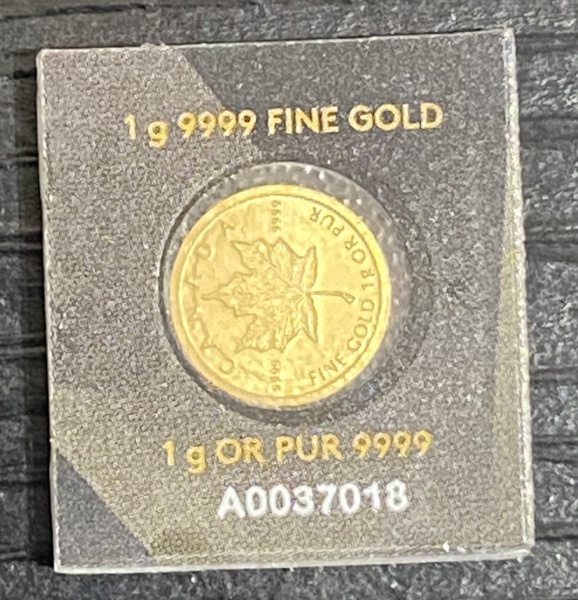 1 g 9999 FINE GOLD
CANADA
9999
9999
FINE GOLD 1 g OR PUR
1 g OR PUR 9999
A0037018